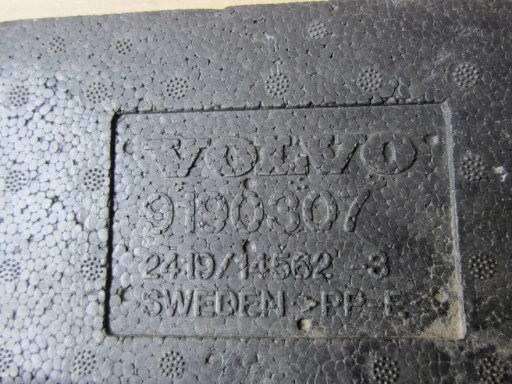 VOLVO
9190307
2419/14562 -3
SWEDEN >PP-E